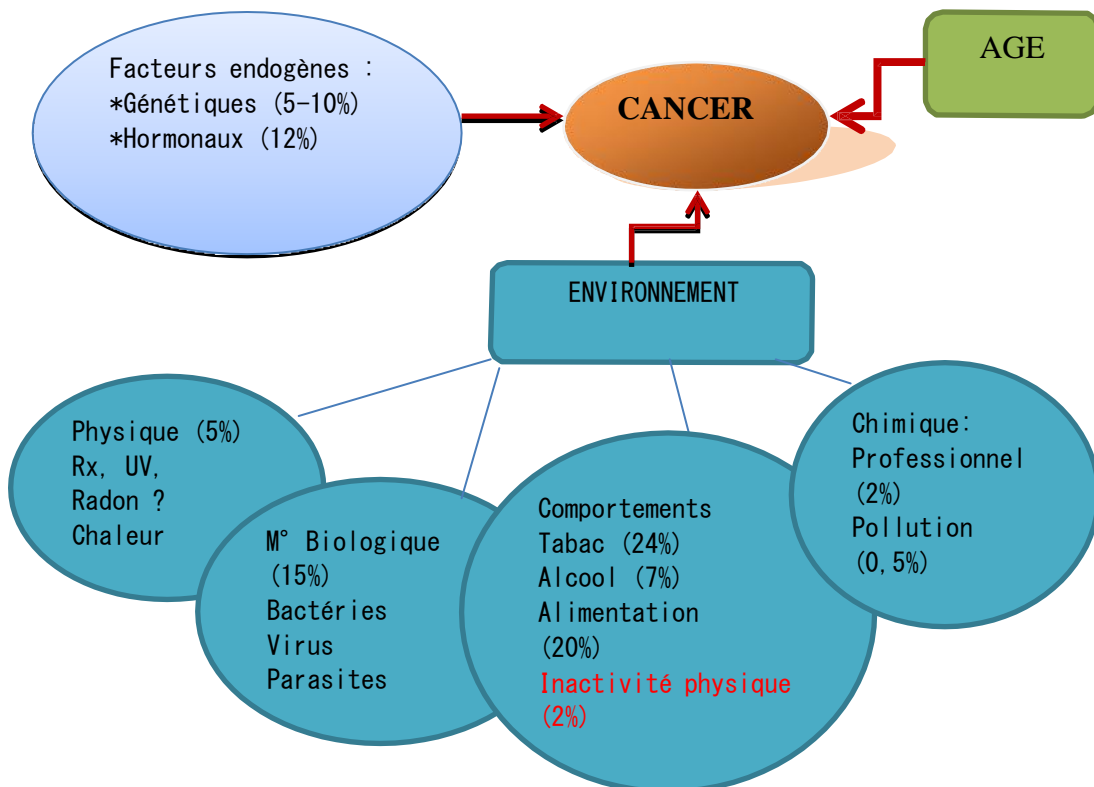 Facteurs endogènes :
*Génétiques (5-10%)
*Hormonaux (12%)
CANCER
AGE
ENVIRONNEMENT
Physique (5%)
Rx, UV,
Radon ?
Chaleur
M° Biologique
(15%)
Bactéries
Virus
Parasites
Comportements
Tabac (24%)
Alcool (7%)
Alimentation
(20%)
Inactivité physique
(2%)
Chimique:
Professionnel
(2%)
Pollution
(0,5%)